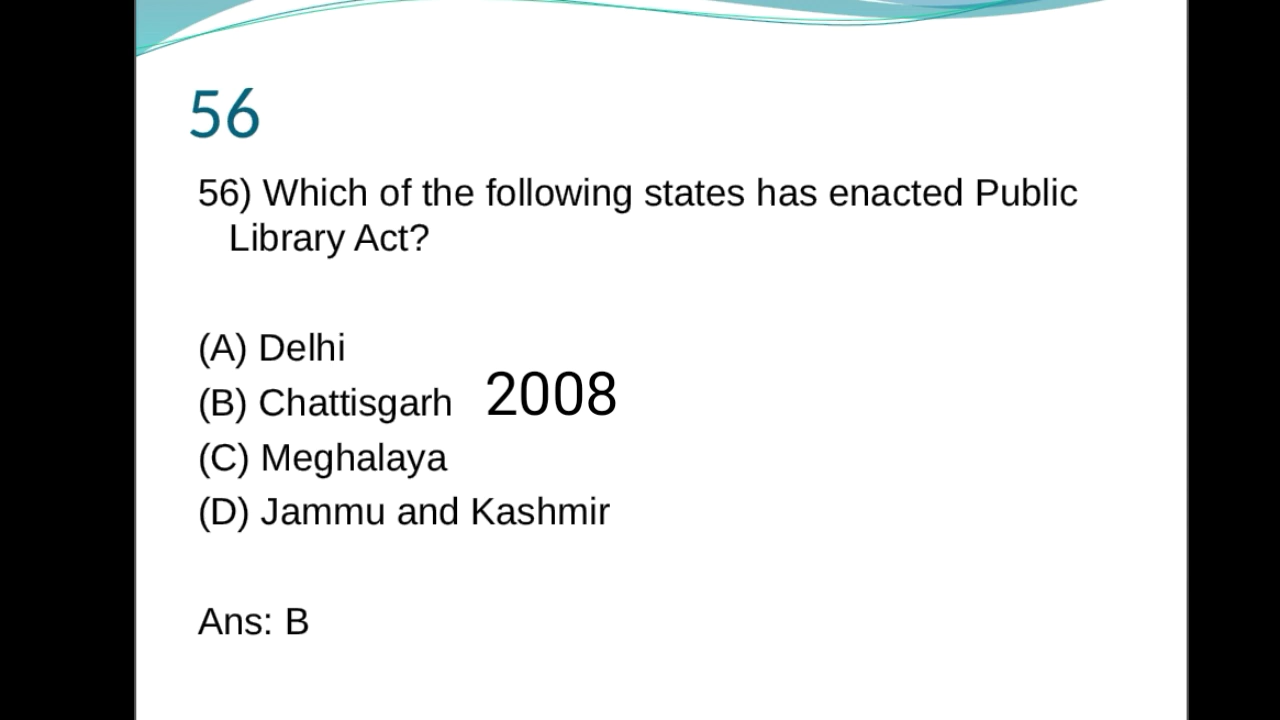 56
56) Which of the following states has enacted Public
Library Act?
(A) Delhi
(B) Chattisgarh 2008
(C) Meghalaya
(D) Jammu and Kashmir
Ans: B